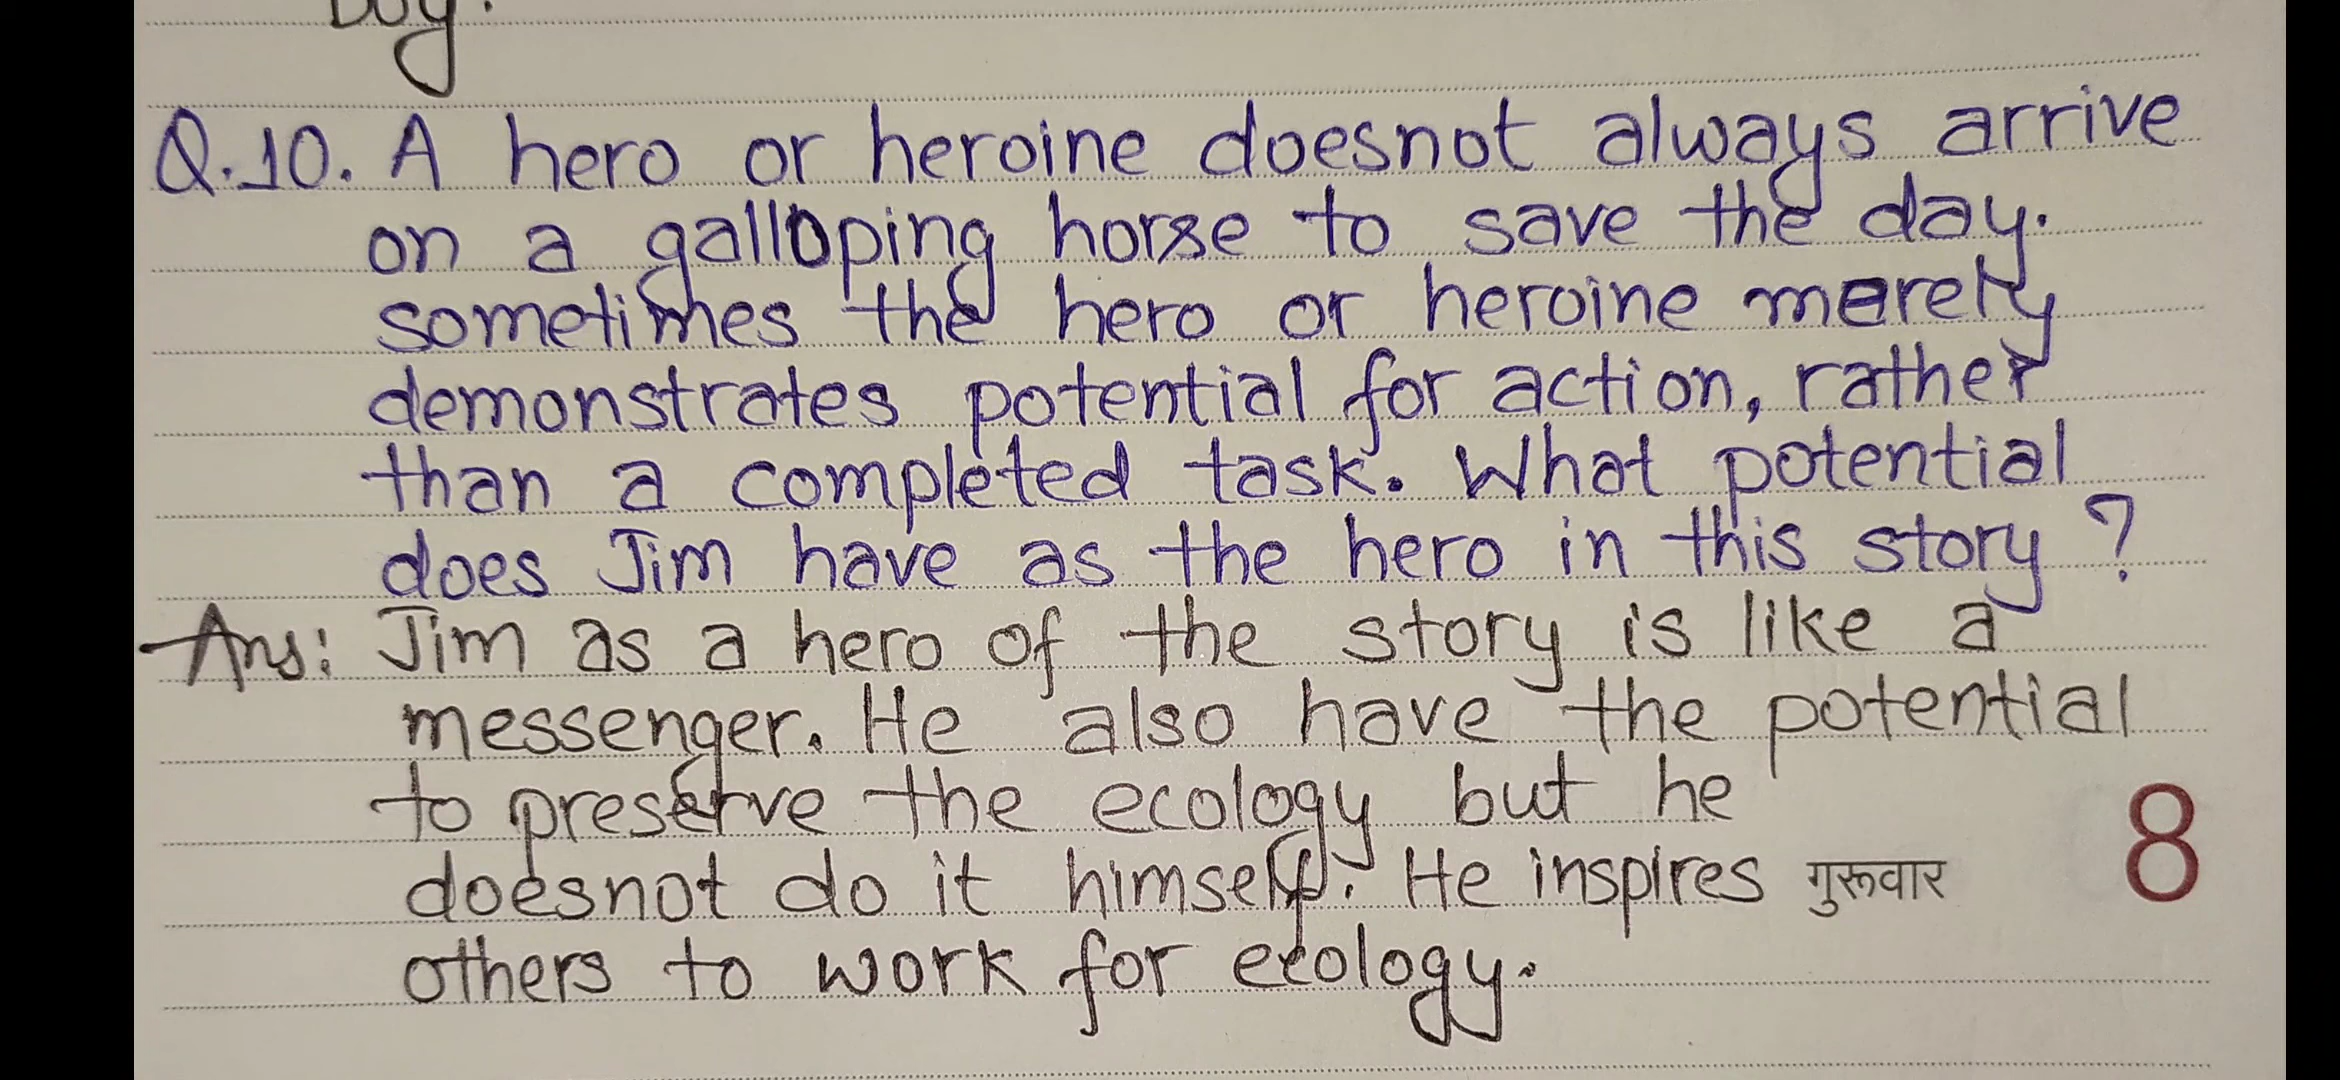 Q.10. A hero or heroine doesnot always arrive
on a galloping horse to save the day.
sometimes the hero or heroine merely
demonstrates potential for action, rather
than a completed task. What potential
does Jim have as the hero in this story?
Ans: Jim as a hero of the story is like a
messenger. He also have the potential
to preserve the ecology but he
doesnot do it himself. He inspires गुरूवार 8
others to work for ecology.